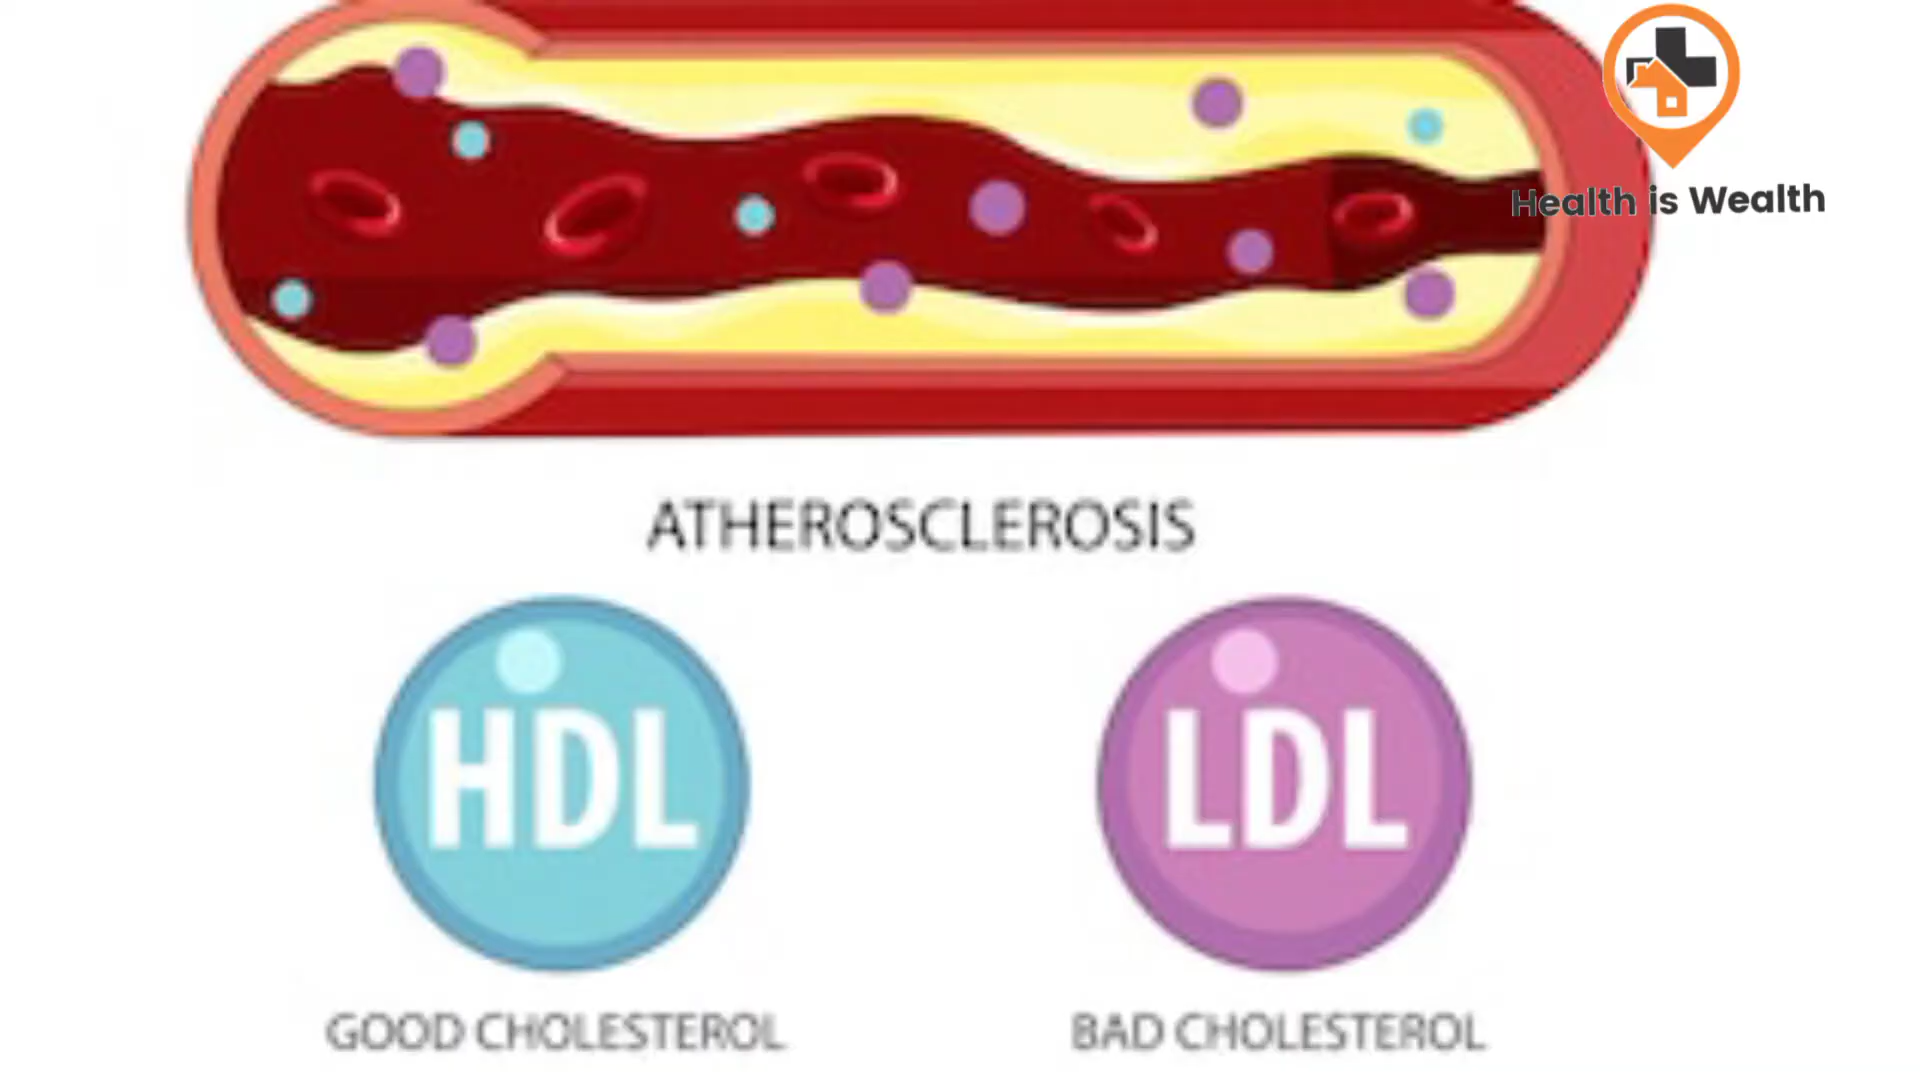 Health is Wealth
ATHEROSCLEROSIS
HDL
LDL
GOOD CHOLESTEROL
BAD CHOLESTEROL